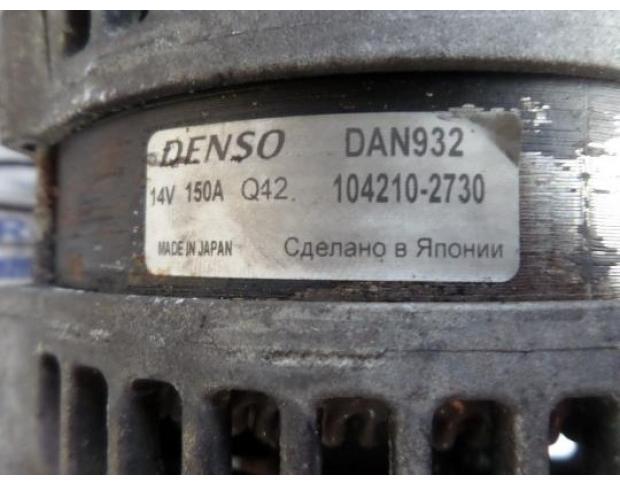 DENSO DAN932
14V 150A Q42. 104210-2730
MADE IN JAPAN Сделано в Японии